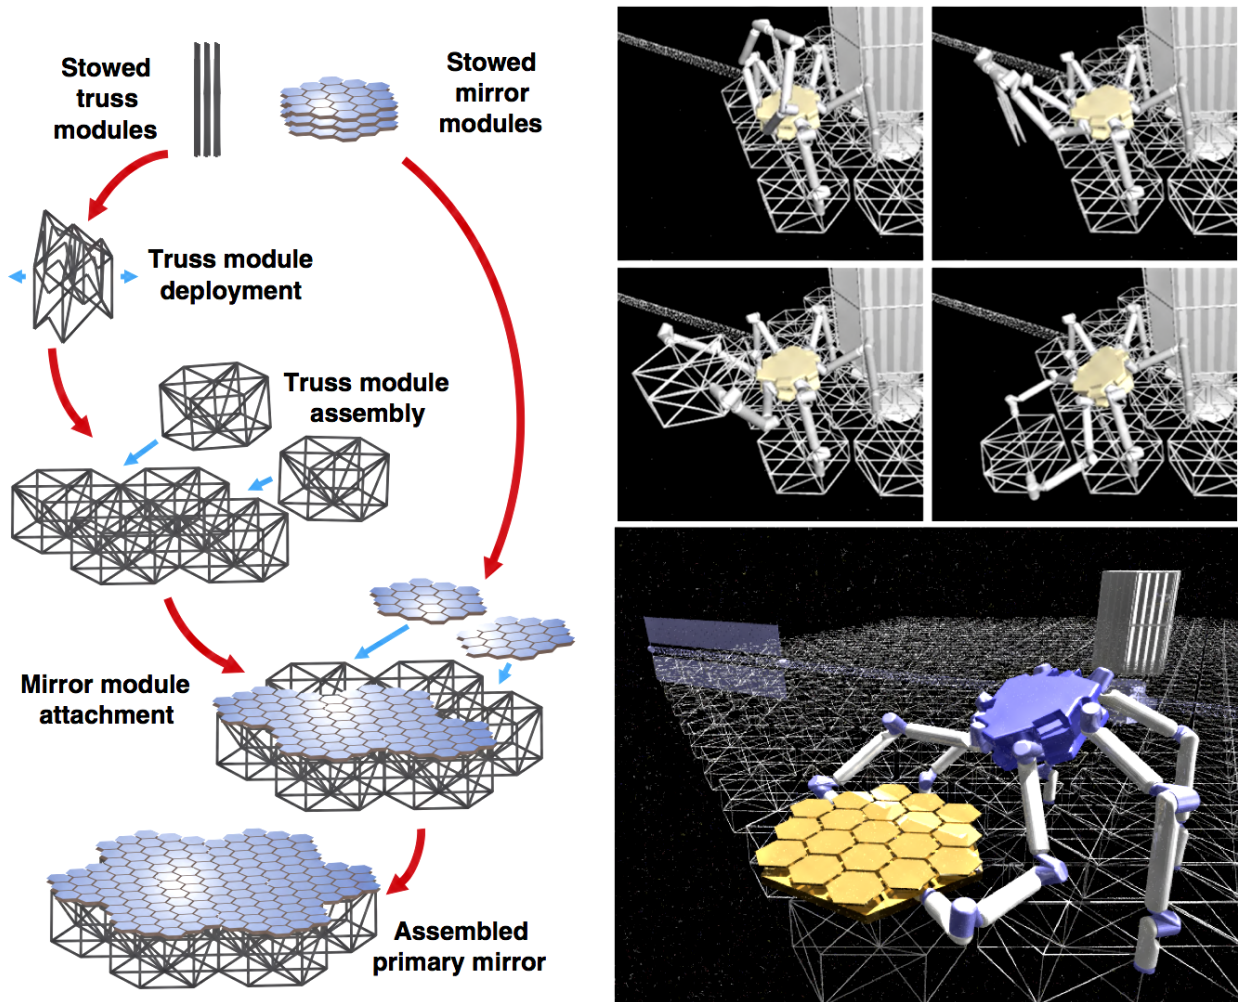 Stowed
truss
modules
Stowed
mirror
modules
Truss module
deployment
Truss module
assembly
Mirror module
attachment
Assembled
primary mirror